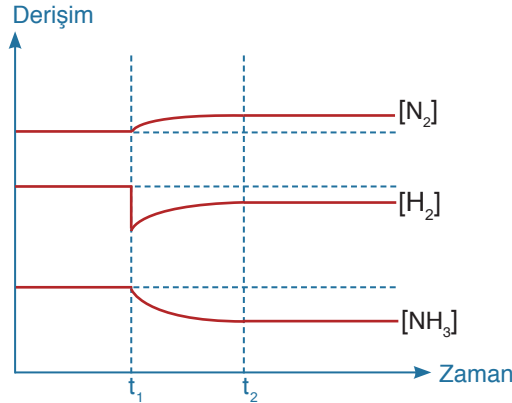 Derişim
[N₂]
[H₂]
[NH₃]
t₁ t₂
Zaman